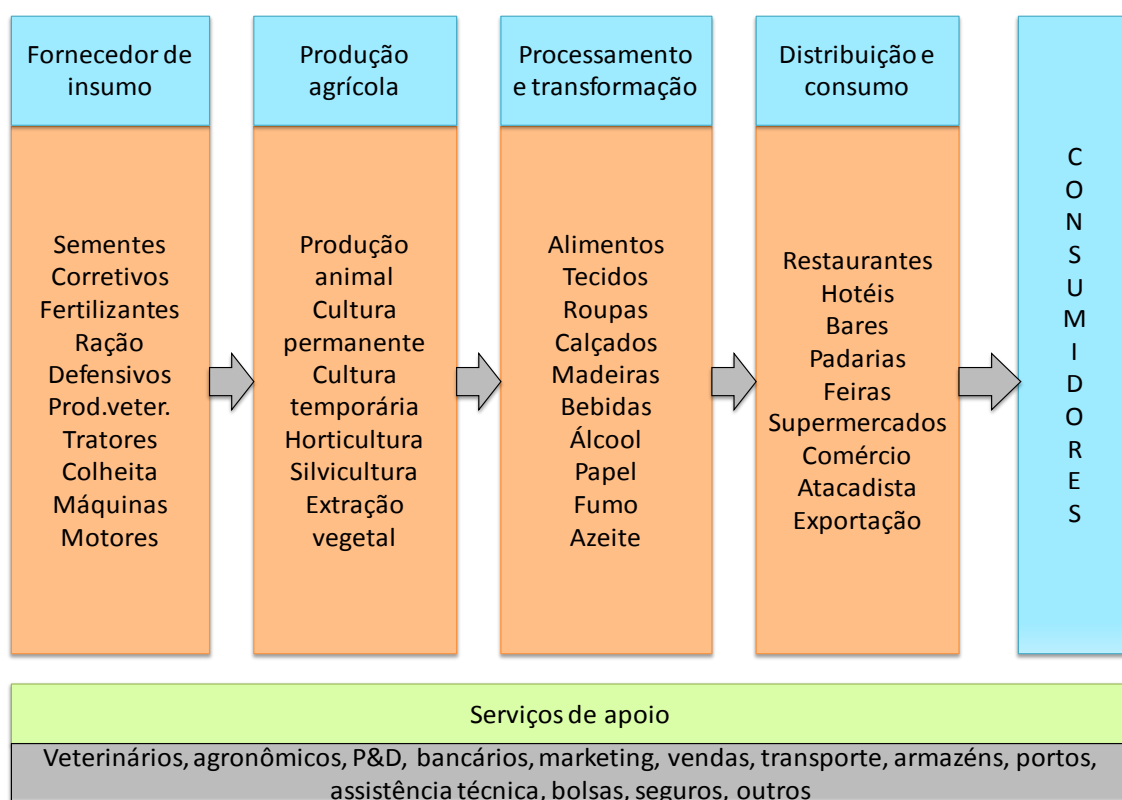 Fornecedor de
insumo
Sementes
Corretivos
Fertilizantes
Ração
Defensivos
Prod.veter.
Tratores
Colheita
Máquinas
Motores
Produção
agrícola
Produção
animal
Cultura
permanente
Cultura
temporária
Horticultura
Silvicultura
Extração
vegetal
Processamento
e transformação
Alimentos
Tecidos
Roupas
Calçados
Madeiras
Bebidas
Álcool
Papel
Fumo
Azeite
Distribuição e
consumo
Restaurantes
Hotéis
Bares
Padarias
Feiras
Supermercados
Comércio
Atacadista
Exportação
C
O
N
S
U
M
I
D
O
R
E
S
Serviços de apoio
Veterinários, agronômicos, P&D, bancários, marketing, vendas, transporte, armazéns, portos,
assistência técnica, bolsas, seguros, outros